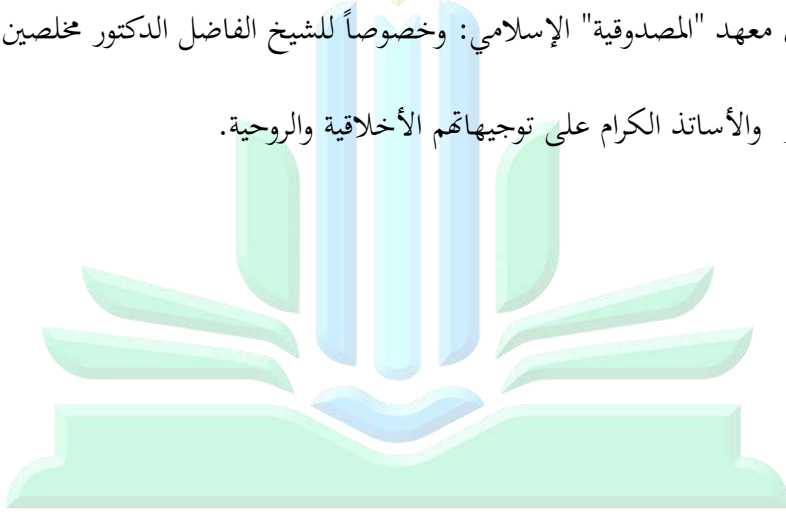 معهد "المصدوقية" الإسلامي: وخصوصاً للشيخ الفاضل الدكتور مخلصين
والأساتذ الكرام على توجيهاتهم الأخلاقية والروحية.